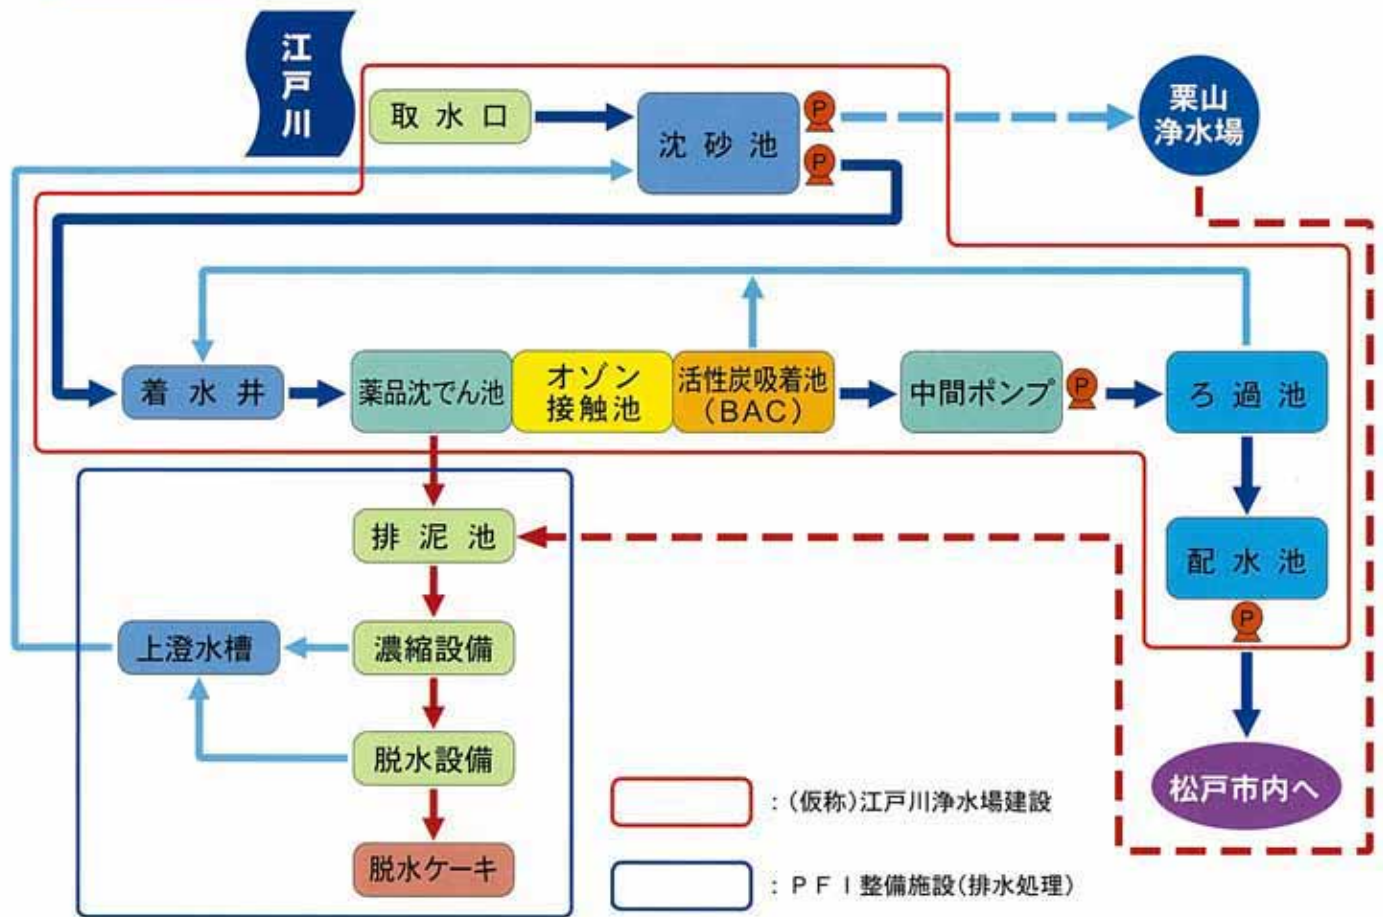 江戸川
取水口
沈砂池
P
P
栗山
浄水場
着水井
薬品沈でん池
オゾン
接触池
活性炭吸着池
(BAC)
中間ポンプ
P
ろ過池
排泥池
配水池
P
上澄水槽
濃縮設備
脱水設備
松戸市内へ
脱水ケーキ
:(仮称)江戸川浄水場建設
:PFI整備施設(排水処理)